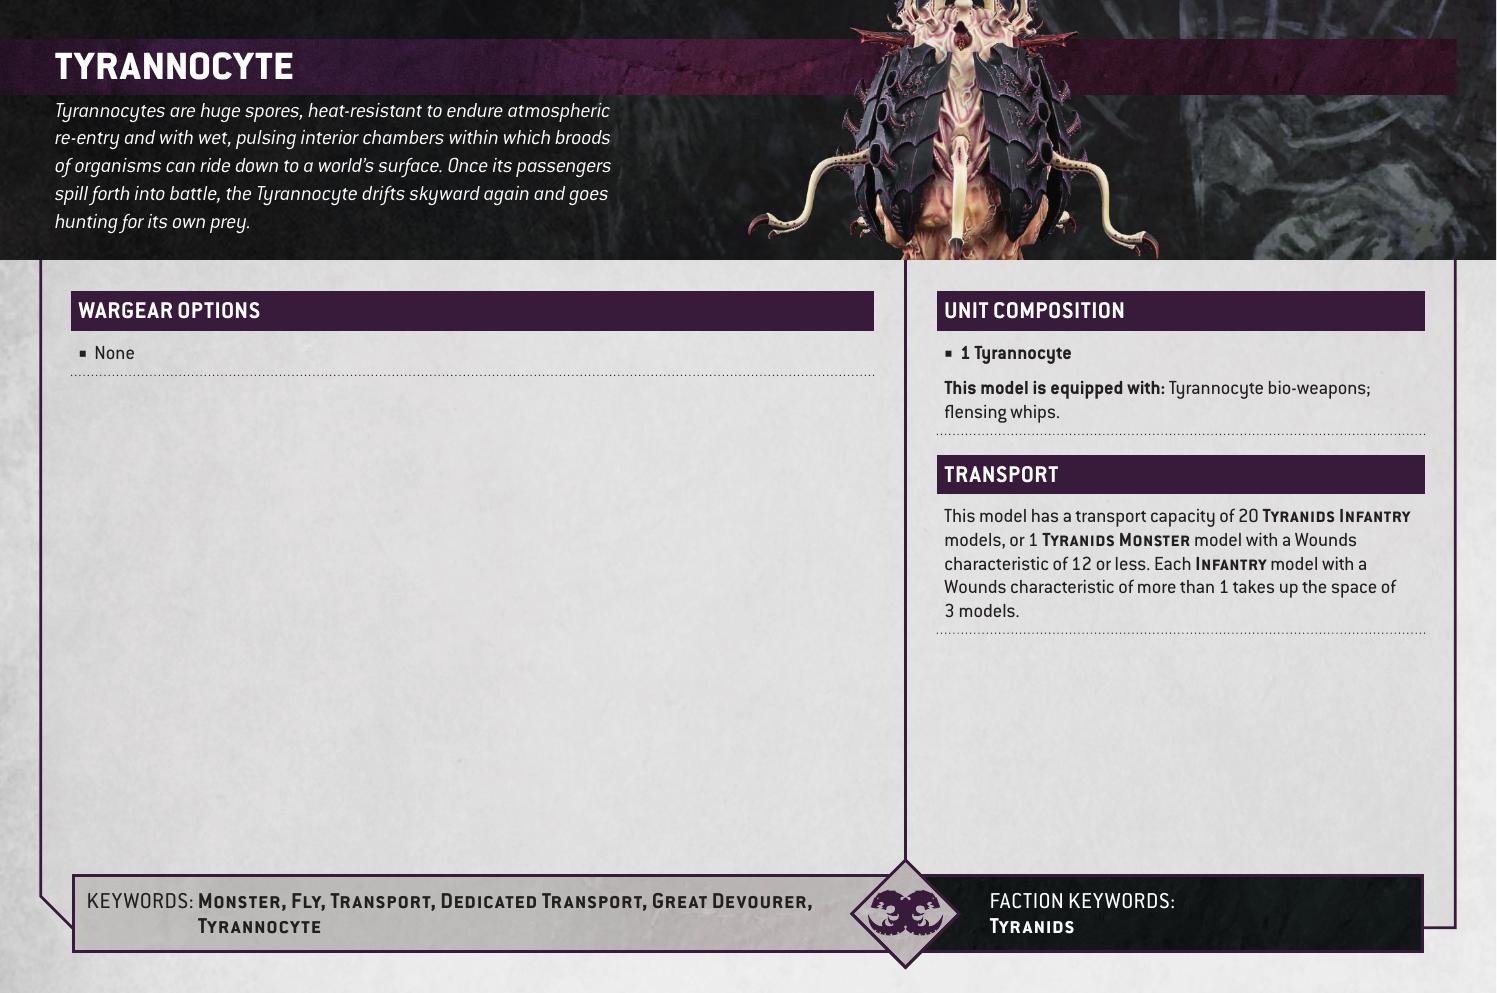 TYRANNOCYTE
Tyrannocytes are huge spores, heat-resistant to endure atmospheric
re-entry and with wet, pulsing interior chambers within which broods
of organisms can ride down to a world's surface. Once its passengers
spill forth into battle, the Tyrannocyte drifts skyward again and goes
hunting for its own prey.
WARGEAR OPTIONS
▪ None
UNIT COMPOSITION
▪ 1 Tyrannocyte
This model is equipped with: Tyrannocyte bio-weapons;
flensing whips.
TRANSPORT
This model has a transport capacity of 20 Tyranids Infantry
models, or 1 Tyranids Monster model with a Wounds
characteristic of 12 or less. Each Infantry model with a
Wounds characteristic of more than 1 takes up the space of
3 models.
KEYWORDS: Monster, Fly, Transport, Dedicated Transport, Great Devourer,
Tyrannocyte
FACTION KEYWORDS:
Tyranids